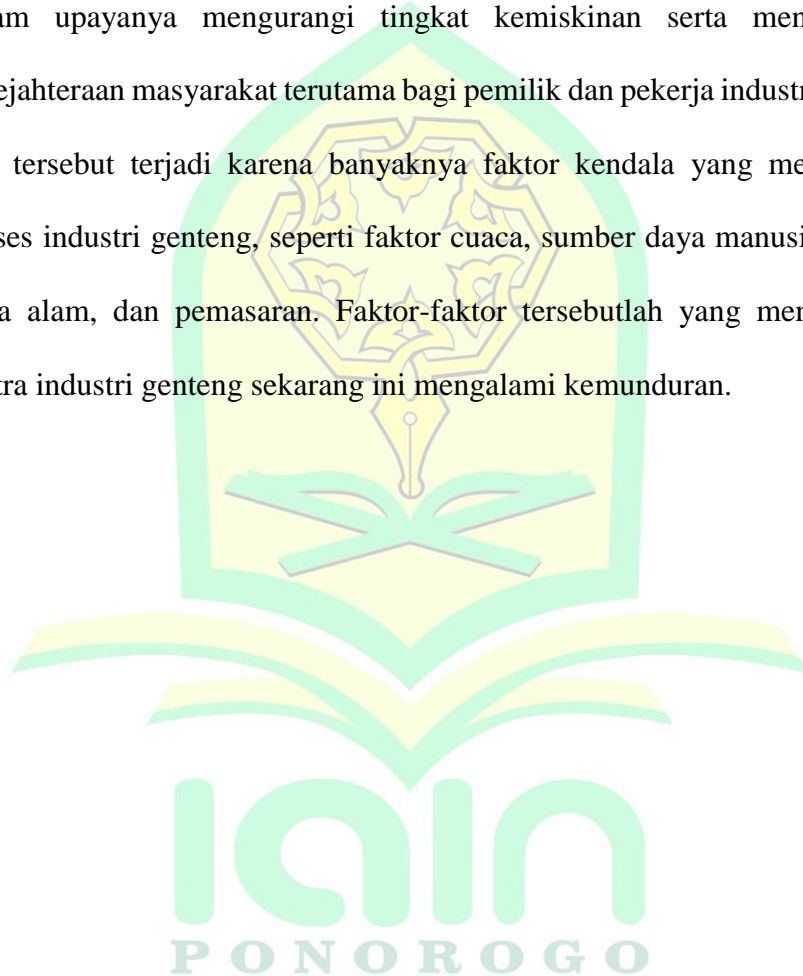 am upayanya mengurangi tingkat kemiskinan serta men
ejahteraan masyarakat terutama bagi pemilik dan pekerja industr
tersebut terjadi karena banyaknya faktor kendala yang me
ses industri genteng, seperti faktor cuaca, sumber daya manusi
a alam, dan pemasaran. Faktor-faktor tersebutlah yang mer
tra industri genteng sekarang ini mengalami kemunduran.
iain
PONOROGO